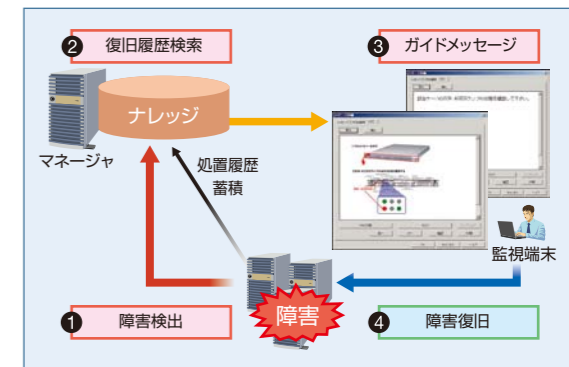 ❷ 復旧履歴検索
❸ ガイドメッセージ
ナレッジ
マネージャ
処置履歴
蓄積
監視端末
障害
❶ 障害検出
❹ 障害復旧